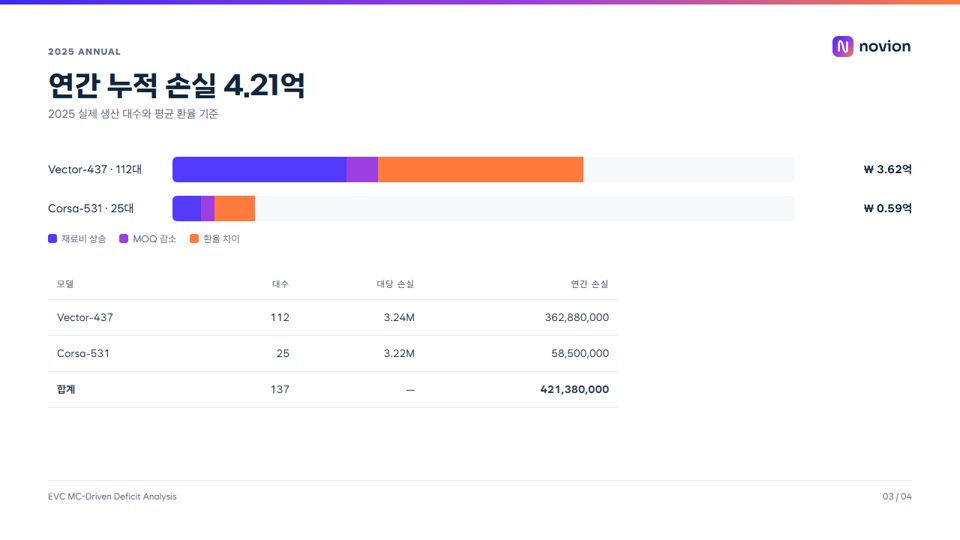 2025 ANNUAL
novion
연간 누적 손실 4.21억
2025 실제 생산 대수와 평균 환율 기준
Vector-437 · 112대 ₩ 3.62억
Corsa-531 · 25대 ₩ 0.59억
재료비 상승 MOQ 감소 환율 차이
모델 대수 대당 손실 연간 손실
Vector-437 112 3.24M 362,880,000
Corsa-531 25 3.22M 58,500,000
합계 137 — 421,380,000
EVC MC-Driven Deficit Analysis 03 / 04